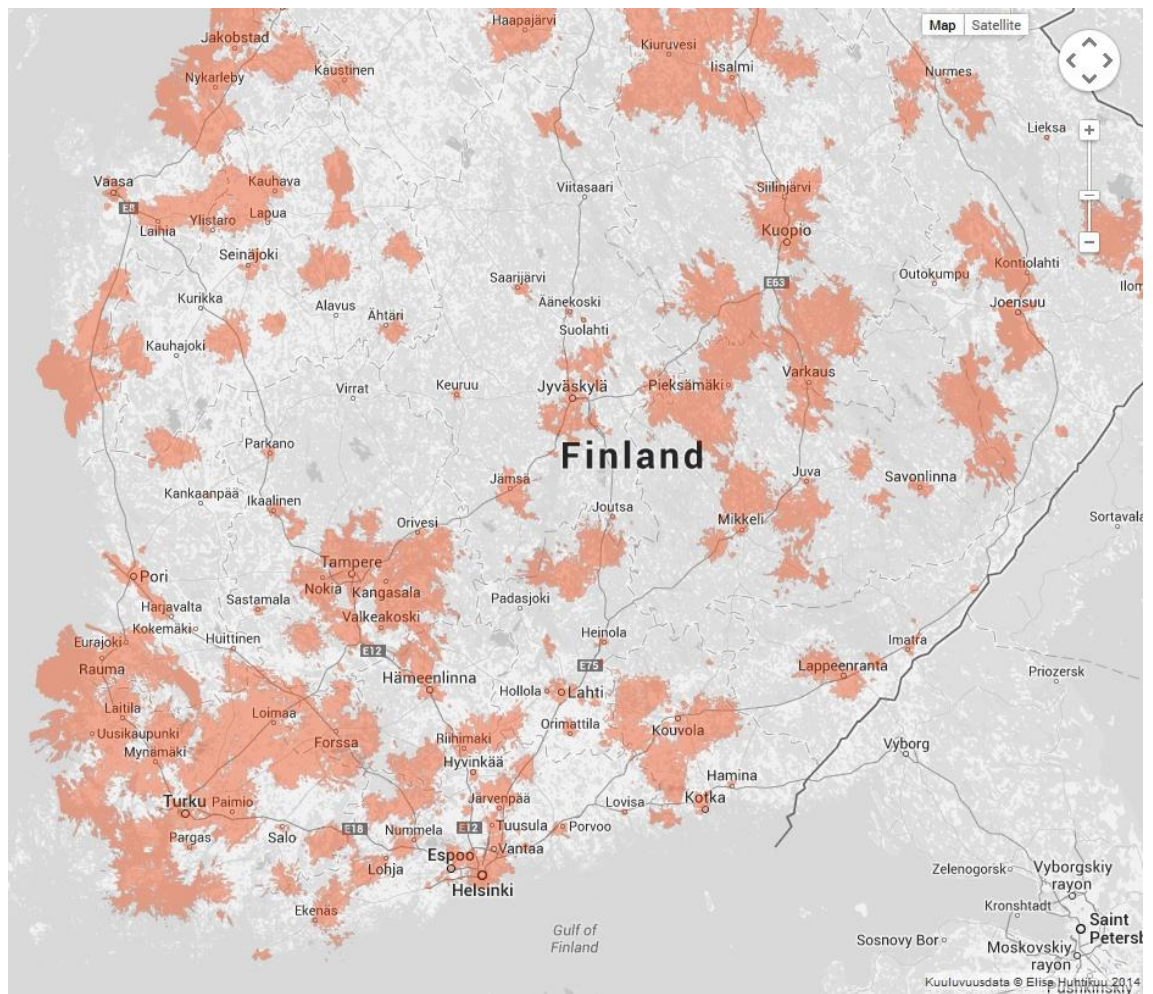 Haapajärvi
Map
Satellite
Jakobstad
Kiuruvesi
Iisalmi
Nykarleby
Kaustinen
Nurmes
Lieksa
Vaasa
Kauhava
Viitasaari
Siilinjärvi
E8
Ylistaro
Lapua
Laihia
Kuopio
Seinäjoki
Kontiolahti
Outokumpu
Saarijärvi
E63
Ilom
Kurikka
Alavus
Ähtäri
Äänekoski
Joensuu
Suolahti
Kauhajoki
Varkaus
Virrat
Keuruu
Jyväskylä
Pieksämäki
Parkano
Finland
Jämsä
Juva
Savonlinna
Kankaanpää
Ikaalinen
Joutsa
Orivesi
Mikkeli
Sortavala
Tampere
Pori
Nokia
Kangasala
Harjavalta
Sastamala
Padasjoki
Valkeakoski
Kokemäki
Huittinen
Heinola
Eurajoki
Imatra
Rauma
E12
E75
Lappeenranta
Priozersk
Hämeenlinna
Hollola
Lahti
Laitila
Loimaa
Orimattila
Kouvola
Uusikaupunki
Forssa
Riihimäki
Mynämäki
Hyvinkää
Vyborg
Hamina
Turku
Paimio
Järvenpää
Lovisa
Kotka
Pargas
Salo
E18
Nummela
E12
Tuusula
Porvoo
Espoo
Vantaa
Lohja
Helsinki
Zelenogorsk
Vyborgskiy
rayon
Ekenäs
Kronshtadt
Saint
Petersb
Gulf of
Finland
Sosnovy Bor
Moskovskiy
rayon
Kuuluvuusdata © Elisa Huhtikuu 2014
Pushkinskiy